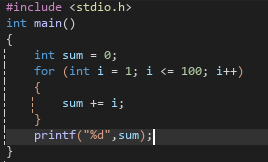 #include <stdio.h>
int main()
{
    int sum = 0;
    for (int i = 1; i <= 100; i++)
    {
        sum += i;
    }
    printf("%d",sum);
}